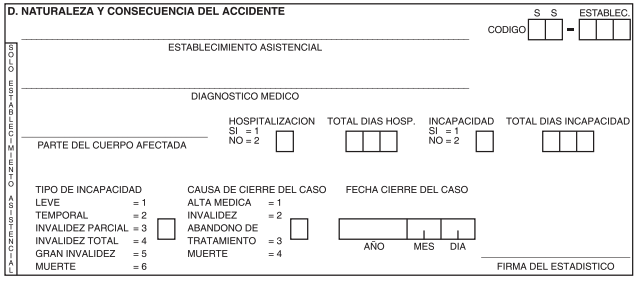 D. NATURALEZA Y CONSECUENCIA DEL ACCIDENTE
S S ESTABLEC.
CODIGO -
ESTABLECIMIENTO ASISTENCIAL
DIAGNOSTICO MEDICO
HOSPITALIZACION TOTAL DIAS HOSP. INCAPACIDAD TOTAL DIAS INCAPACIDAD
SI = 1 SI = 1
NO = 2 NO = 2
PARTE DEL CUERPO AFECTADA
TIPO DE INCAPACIDAD CAUSA DE CIERRE DEL CASO FECHA CIERRE DEL CASO
LEVE = 1 ALTA MEDICA = 1
TEMPORAL = 2 INVALIDEZ = 2
INVALIDEZ PARCIAL = 3 ABANDONO DE
INVALIDEZ TOTAL = 4 TRATAMIENTO = 3
GRAN INVALIDEZ = 5 MUERTE = 4
MUERTE = 6
AÑO MES DIA
FIRMA DEL ESTADISTICO
SOLO ESTABLECIMIENTO ASISTENCIAL